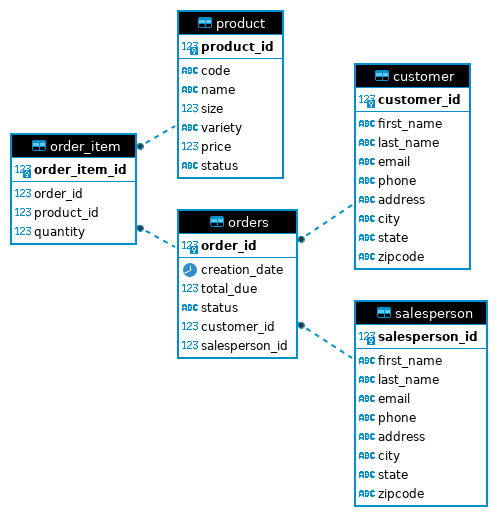 product
123 product_id
ABC code
ABC name
123 size
ABC variety
123 price
ABC status
customer
123 customer_id
ABC first_name
ABC last_name
ABC email
ABC phone
ABC address
ABC city
ABC state
ABC zipcode
order_item
123 order_item_id
123 order_id
123 product_id
123 quantity
orders
123 order_id
creation_date
123 total_due
ABC status
123 customer_id
123 salesperson_id
salesperson
123 salesperson_id
ABC first_name
ABC last_name
ABC email
ABC phone
ABC address
ABC city
ABC state
ABC zipcode